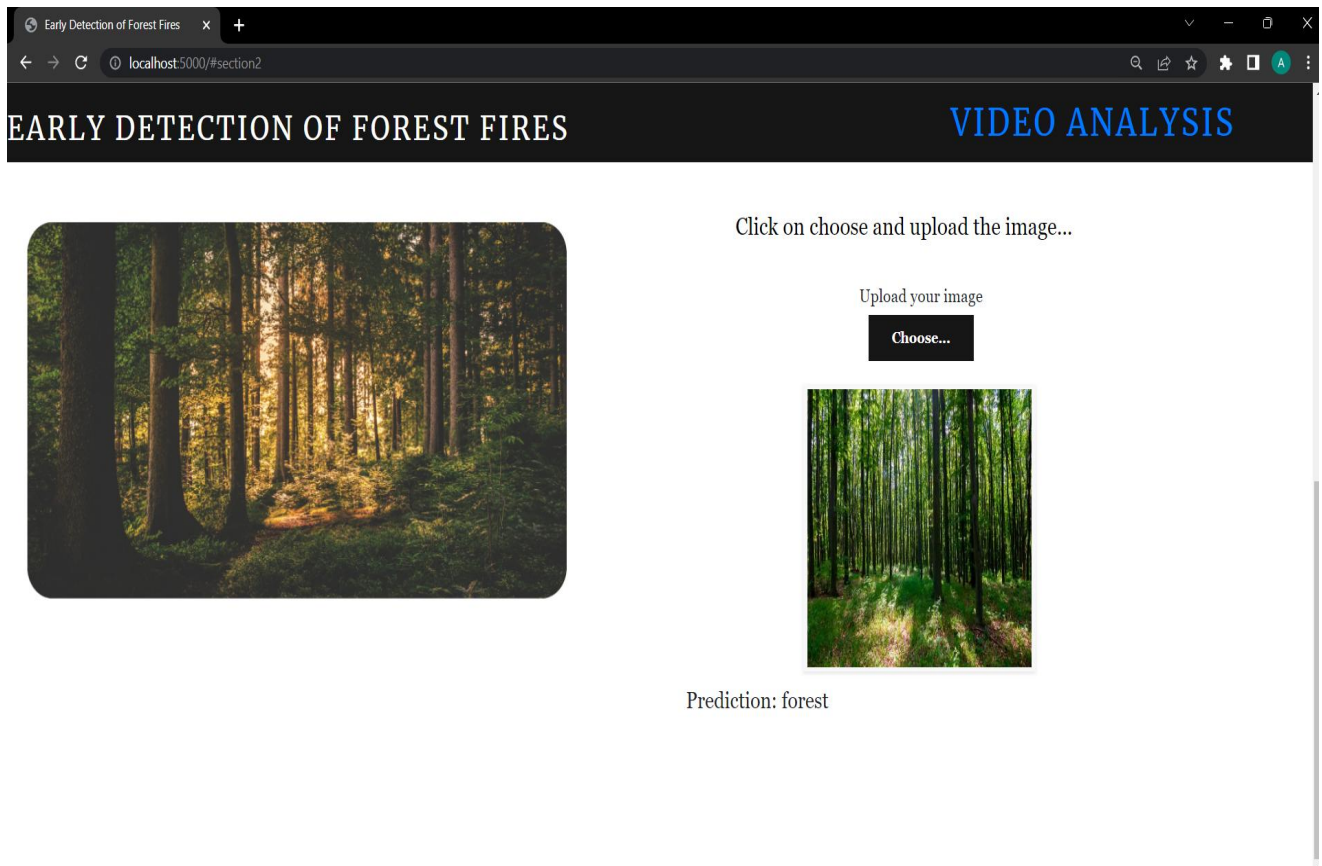 Early Detection of Forest Fires
localhost:5000/#section2
A
EARLY DETECTION OF FOREST FIRES
VIDEO ANALYSIS
Click on choose and upload the image...
Upload your image
Choose...
Prediction: forest